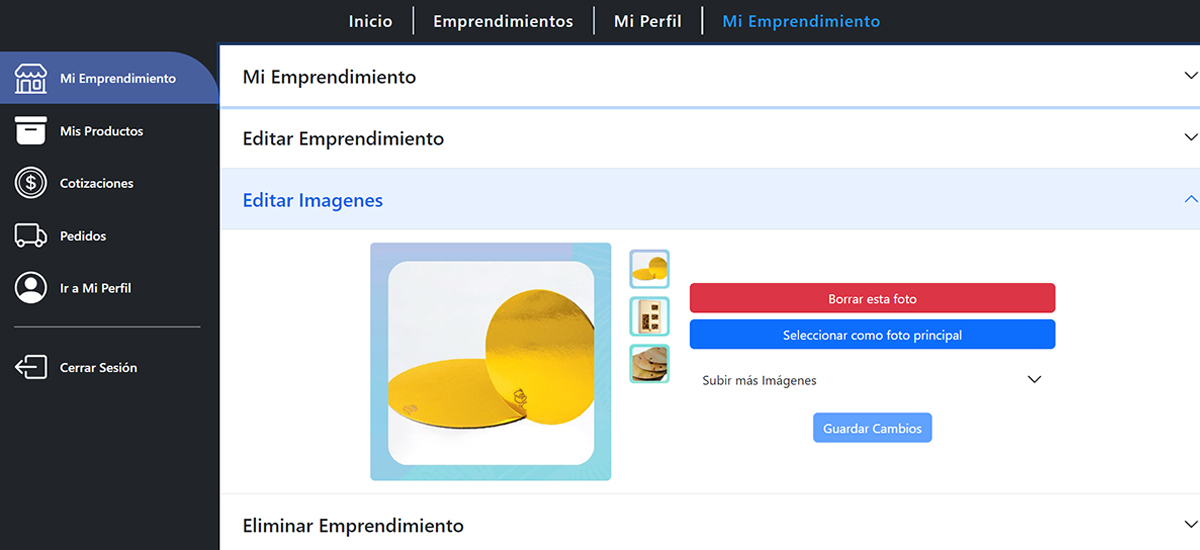 Inicio
Emprendimientos
Mi Perfil
Mi Emprendimiento
Mi Emprendimiento
Mis Productos
Cotizaciones
Pedidos
Ir a Mi Perfil
Cerrar Sesión
Mi Emprendimiento
Editar Emprendimiento
Editar Imagenes
Borrar esta foto
Seleccionar como foto principal
Subir más Imágenes
Guardar Cambios
Eliminar Emprendimiento